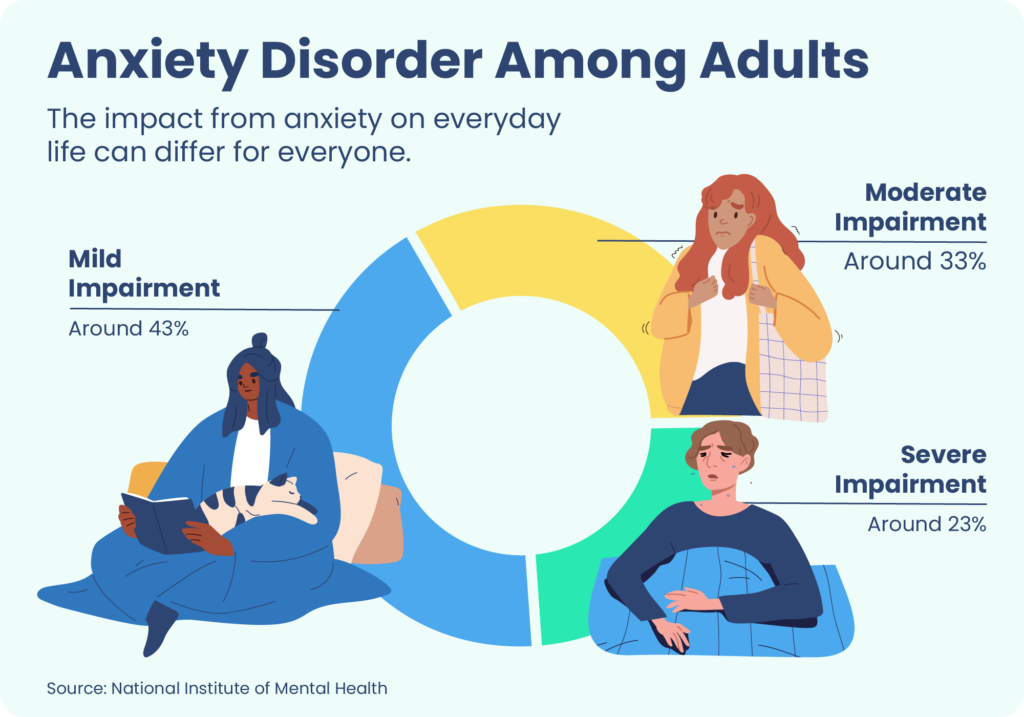 Anxiety Disorder Among Adults
The impact from anxiety on everyday
life can differ for everyone.
Moderate
Impairment
Around 33%
Mild
Impairment
Around 43%
Severe
Impairment
Around 23%
Source: National Institute of Mental Health